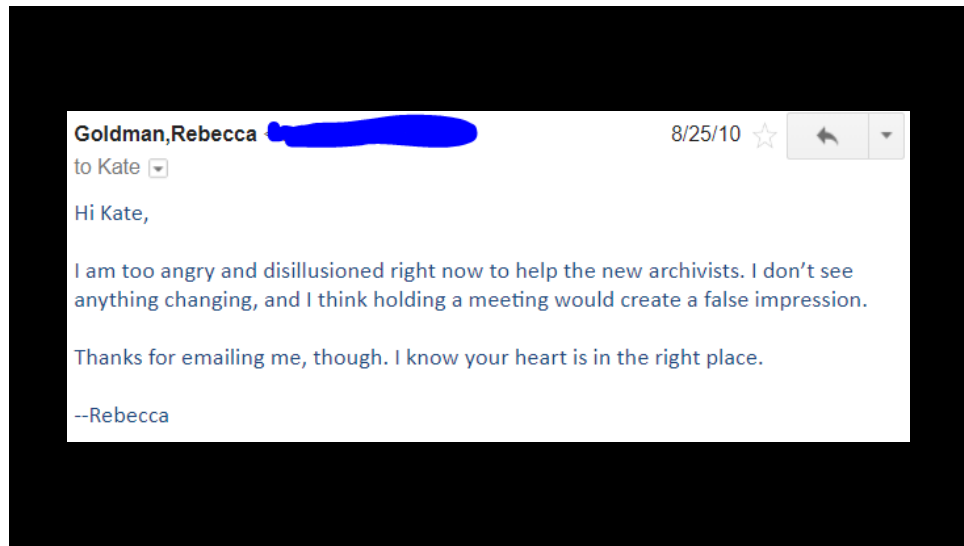 Goldman,Rebecca
8/25/10
to Kate
Hi Kate,
I am too angry and disillusioned right now to help the new archivists. I don’t see
anything changing, and I think holding a meeting would create a false impression.
Thanks for emailing me, though. I know your heart is in the right place.
--Rebecca